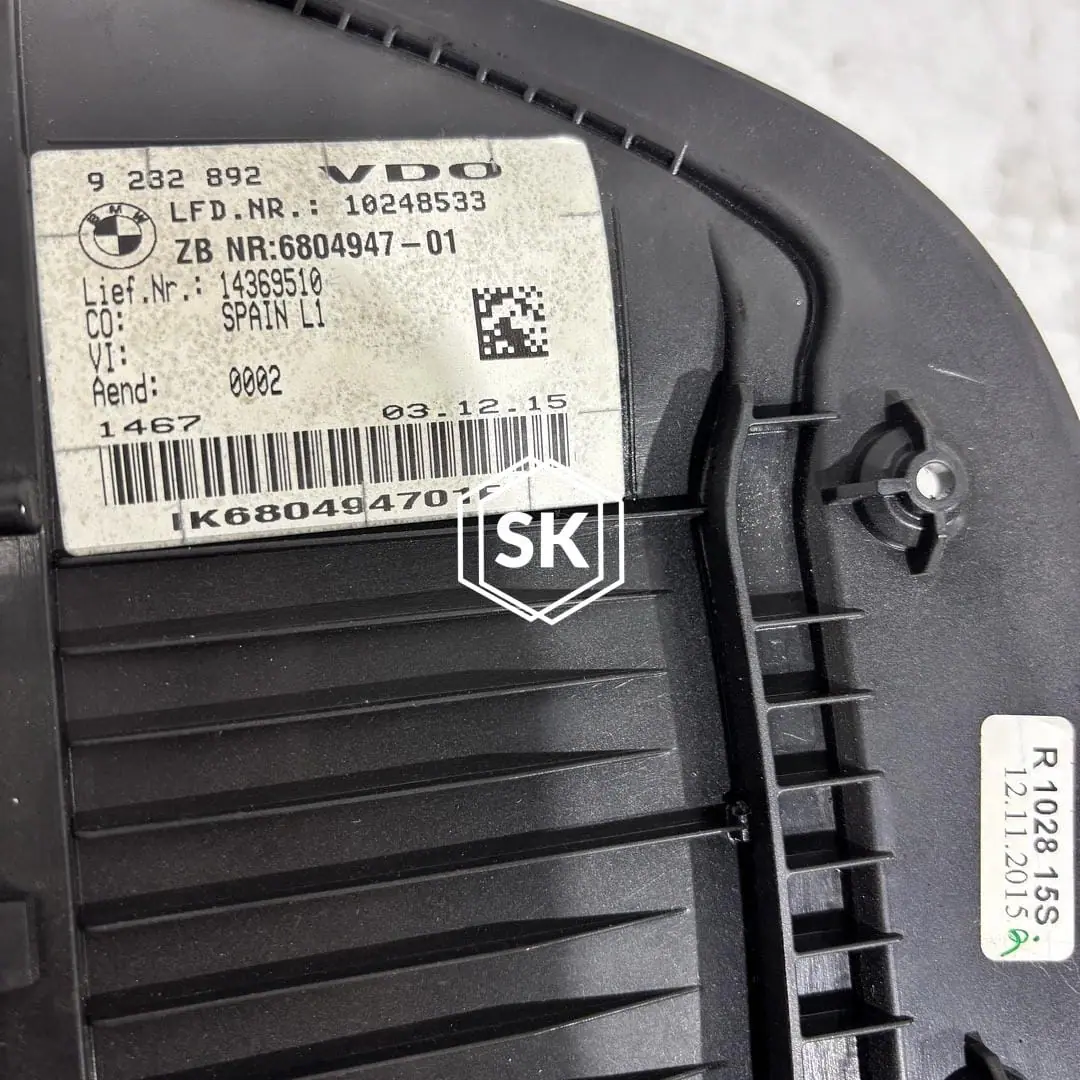 9 232 892 VDO
LFD.NR.: 10248533
BMW
ZB NR:6804947-01
Lief.Nr.: 14369510
CO: SPAIN L1
VI:
Aend: 0002
1467 03.12.15
SK
R 1028 15S
12.11.2015.